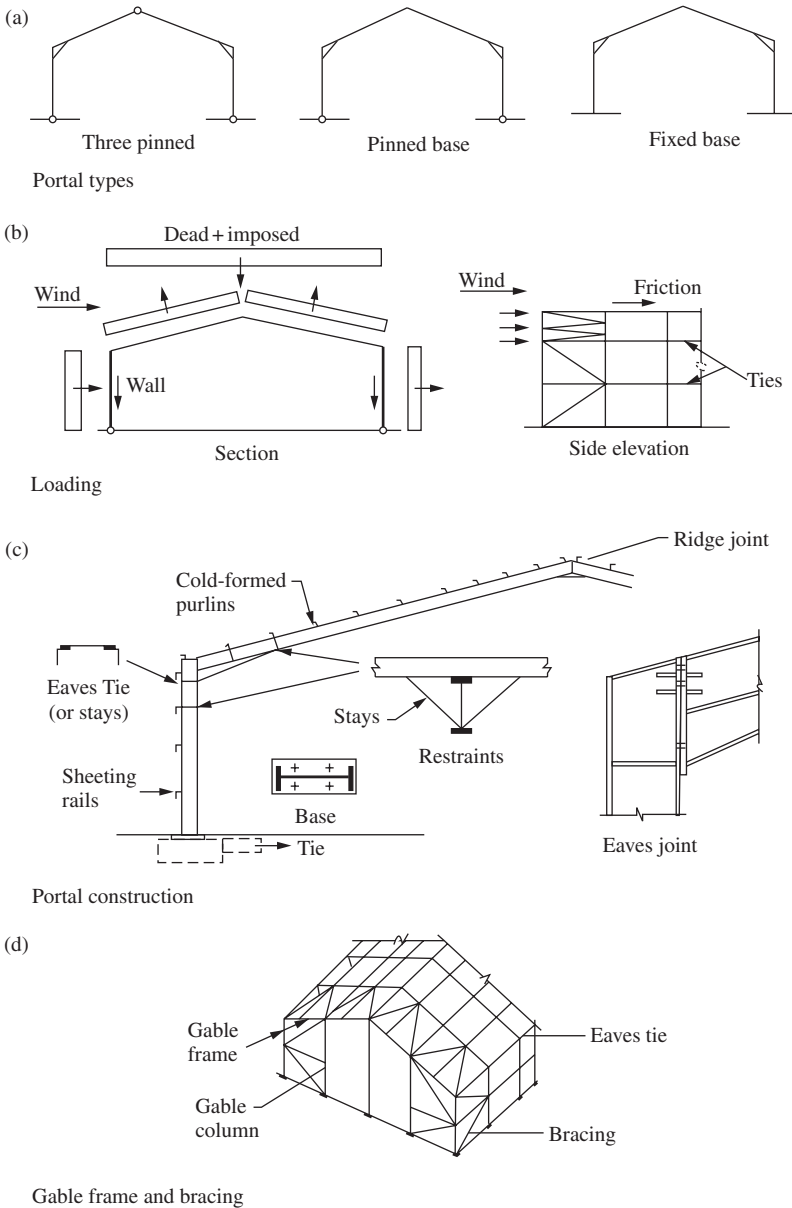 (a)
Three pinned
Pinned base
Fixed base
Portal types
(b)
Dead + imposed
Wind
Wall
Section
Wind
Friction
Ties
Side elevation
Loading
(c)
Ridge joint
Cold-formed
purlins
Eaves Tie
(or stays)
Stays
Restraints
Sheeting
rails
Base
Tie
Eaves joint
Portal construction
(d)
Gable
frame
Eaves tie
Gable
column
Bracing
Gable frame and bracing